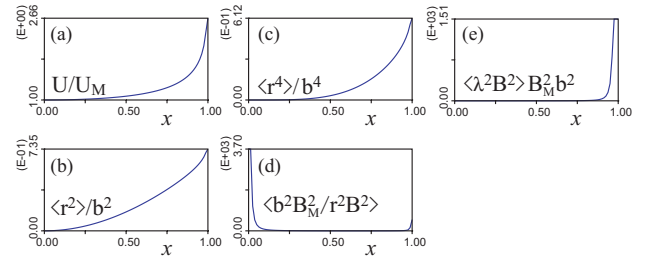 (E+00)
2.66
1.00
(a)
U/U_M
0.00 0.50 1.00
x
(E-01)
6.12
0.00
(c)
<r⁴>/b⁴
0.00 0.50 1.00
x
(E+03)
1.51
0.00
(e)
<λ²B²> B_M²b²
0.00 0.50 1.00
x
(E-01)
7.35
0.00
(b)
<r²>/b²
0.00 0.50 1.00
x
(E+03)
3.70
0.00
(d)
<b²B_M²/r²B²>
0.00 0.50 1.00
x